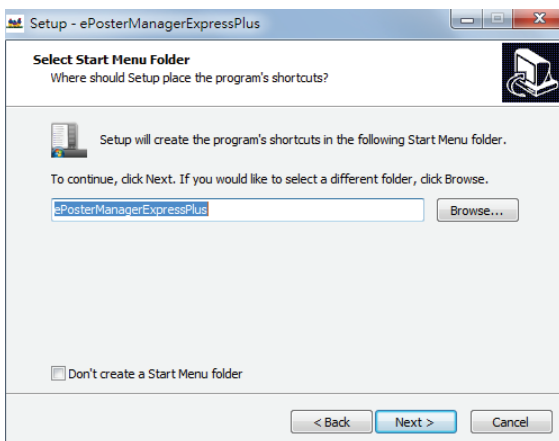 Setup - ePosterManagerExpressPlus
Select Start Menu Folder
Where should Setup place the program's shortcuts?
Setup will create the program's shortcuts in the following Start Menu folder.
To continue, click Next. If you would like to select a different folder, click Browse.
ePosterManagerExpressPlus
Browse...
Don't create a Start Menu folder
< Back
Next >
Cancel